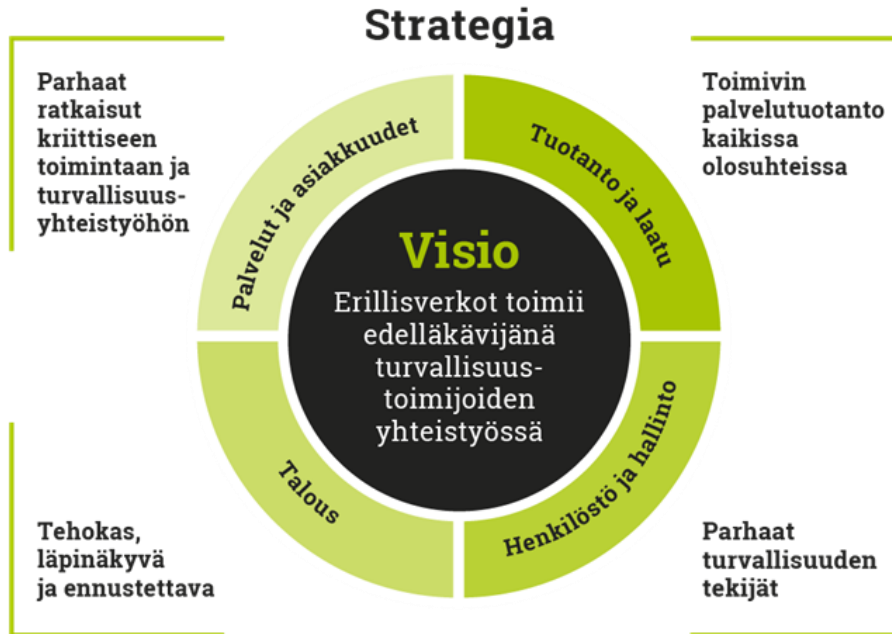 Strategia
Parhaat
ratkaisut
kriittiseen
toimintaan ja
turvallisuus-
yhteistyöhön
Palvelut ja asiakkuudet
Tuotanto ja laatu
Toimivin
palvelutuotanto
kaikissa
olosuhteissa
Visio
Erillisverkot toimii
edelläkävijänä
turvallisuus-
toimijoiden
yhteistyössä
Tehokas,
läpinäkyvä
ja ennustettava
Talous
Henkilöstö ja hallinto
Parhaat
turvallisuuden
tekijät